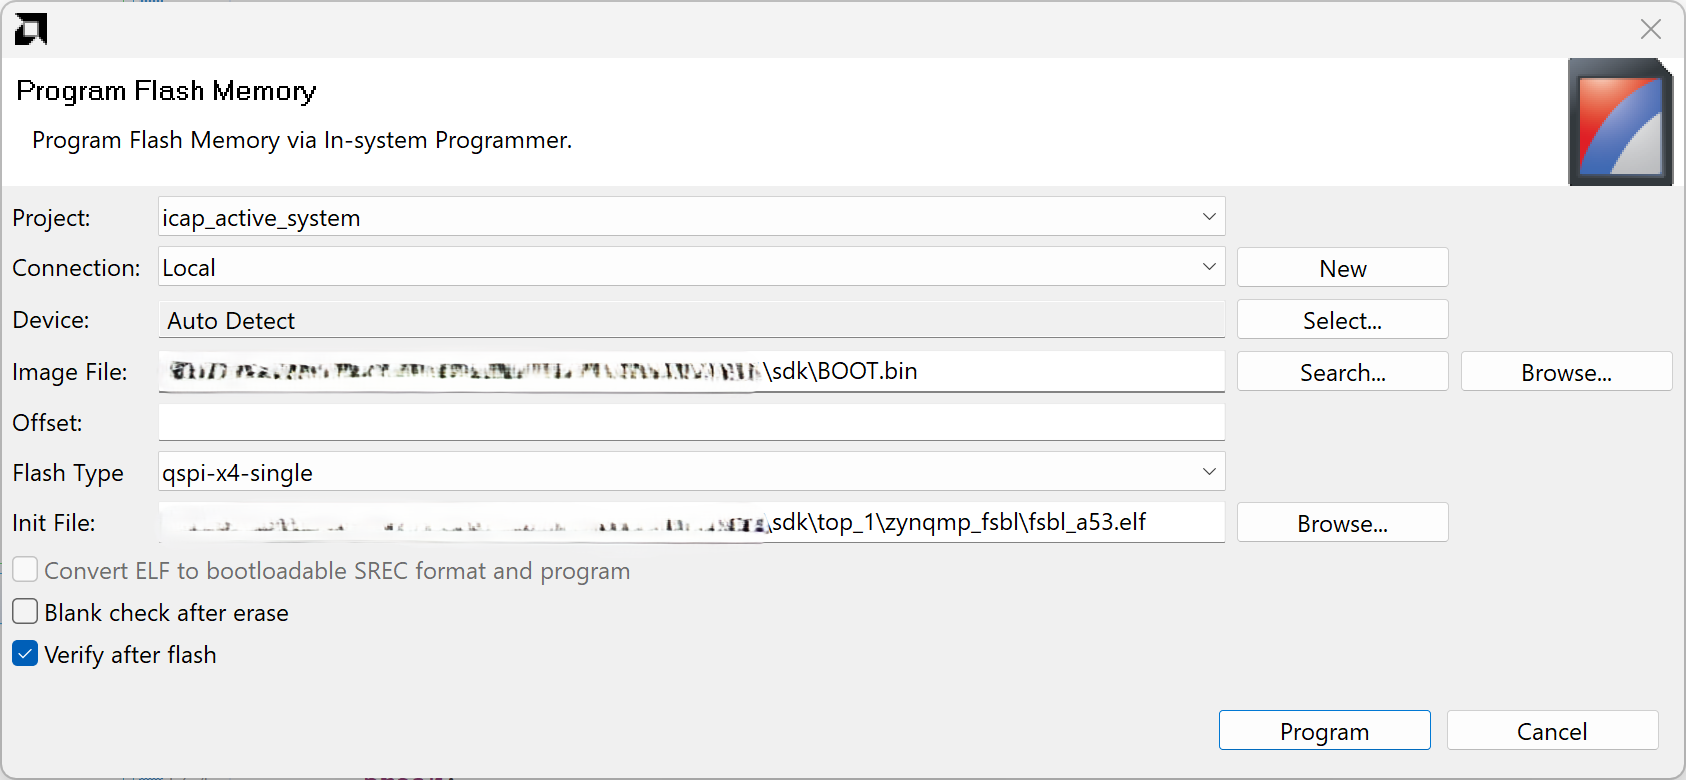 Program Flash Memory
Program Flash Memory via In-system Programmer.
Project: icap_active_system
Connection: Local New
Device: Auto Detect Select...
Image File: \sdk\BOOT.bin Search... Browse...
Offset:
Flash Type qspi-x4-single
Init File: \sdk\top_1\zynqmp_fsbl\fsbl_a53.elf Browse...
Convert ELF to bootloadable SREC format and program
Blank check after erase
Verify after flash
Program Cancel